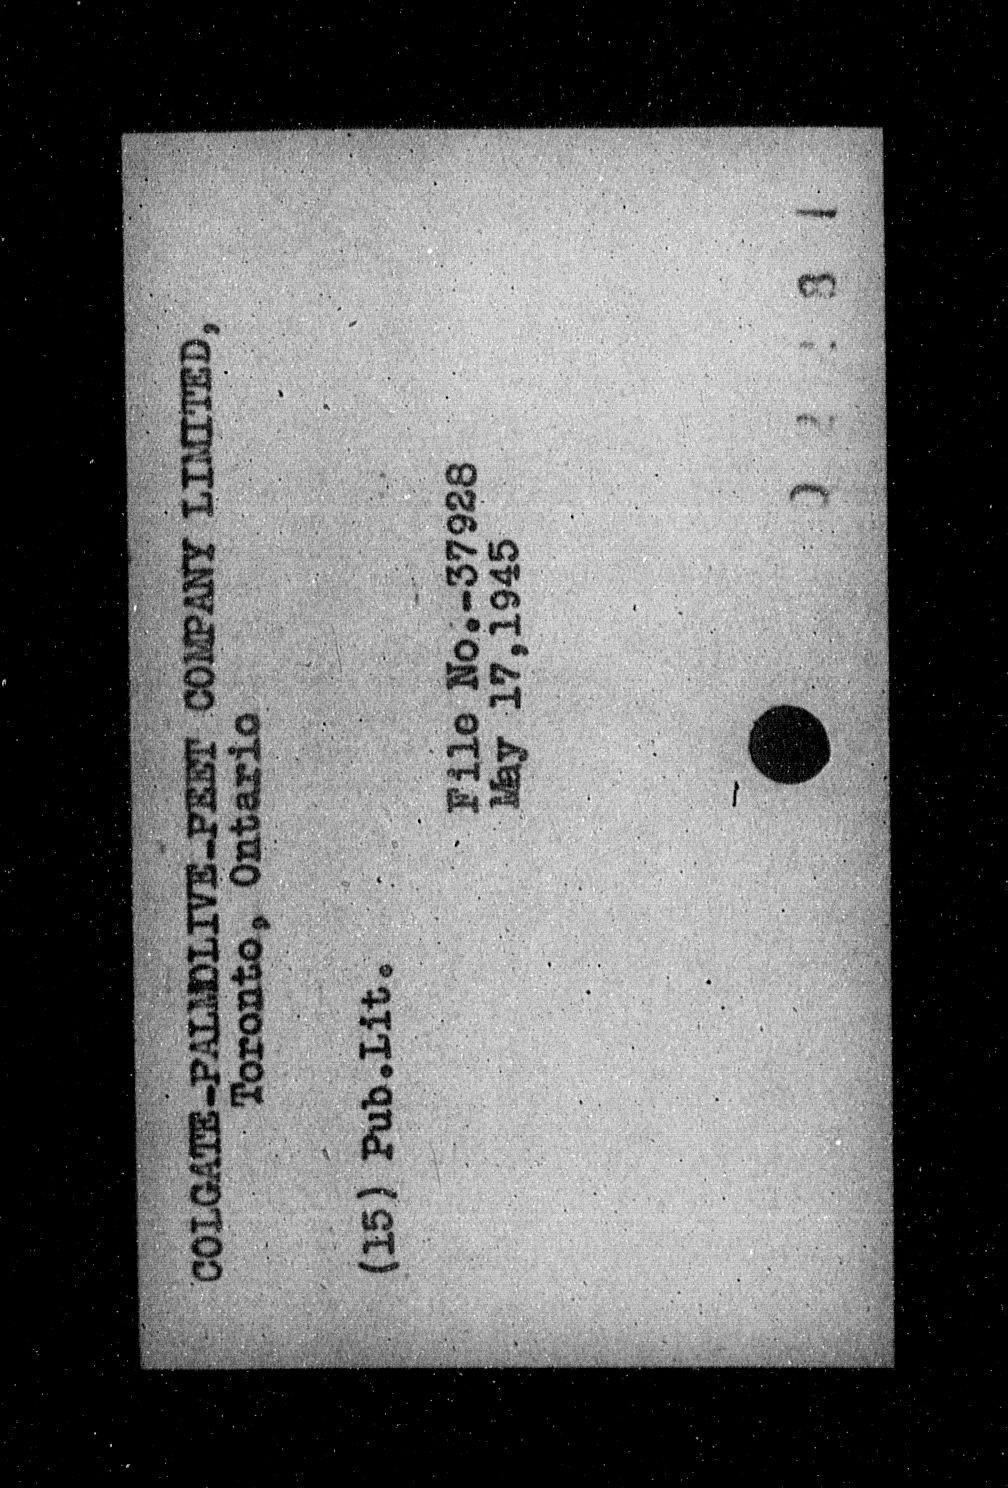 COLGATE-PALMOLIVE-PEET COMPANY LIMITED,
Toronto, Ontario
(15) Pub.Lit.
File No.-37928
May 17,1945